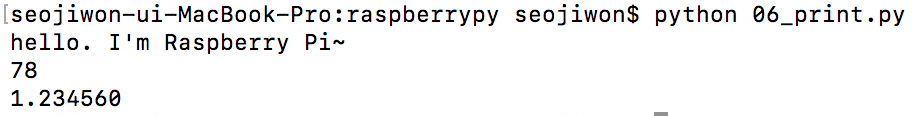 [seojiwon-ui-MacBook-Pro:raspberrypy seojiwon$ python 06_print.py
hello. I'm Raspberry Pi~
78
1.234560